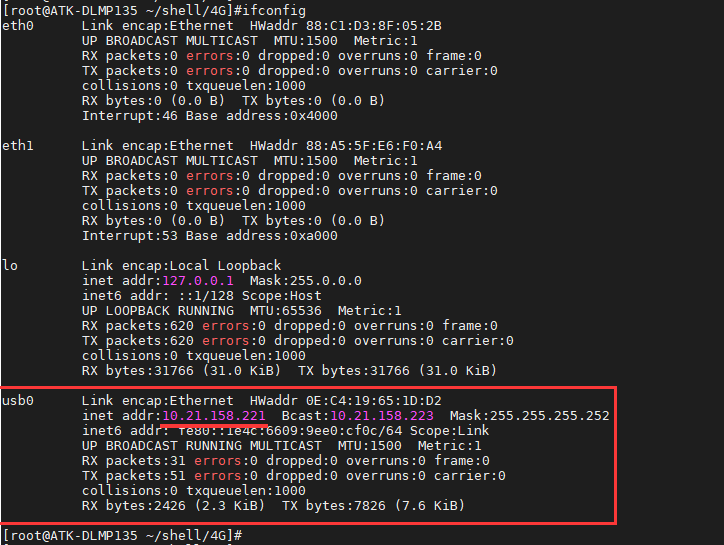 [root@ATK-DLMP135 ~/shell/4G]#ifconfig
eth0      Link encap:Ethernet  HWaddr 88:C1:D3:8F:05:2B
          UP BROADCAST MULTICAST  MTU:1500  Metric:1
          RX packets:0 errors:0 dropped:0 overruns:0 frame:0
          TX packets:0 errors:0 dropped:0 overruns:0 carrier:0
          collisions:0 txqueuelen:1000
          RX bytes:0 (0.0 B)  TX bytes:0 (0.0 B)
          Interrupt:46 Base address:0x4000
eth1      Link encap:Ethernet  HWaddr 88:A5:5F:E6:F0:A4
          UP BROADCAST MULTICAST  MTU:1500  Metric:1
          RX packets:0 errors:0 dropped:0 overruns:0 frame:0
          TX packets:0 errors:0 dropped:0 overruns:0 carrier:0
          collisions:0 txqueuelen:1000
          RX bytes:0 (0.0 B)  TX bytes:0 (0.0 B)
          Interrupt:53 Base address:0xa000
lo        Link encap:Local Loopback
          inet addr:127.0.0.1  Mask:255.0.0.0
          inet6 addr: ::1/128 Scope:Host
          UP LOOPBACK RUNNING  MTU:65536  Metric:1
          RX packets:620 errors:0 dropped:0 overruns:0 frame:0
          TX packets:620 errors:0 dropped:0 overruns:0 carrier:0
          collisions:0 txqueuelen:1000
          RX bytes:31766 (31.0 KiB)  TX bytes:31766 (31.0 KiB)
usb0      Link encap:Ethernet  HWaddr 0E:C4:19:65:1D:D2
          inet addr:10.21.158.221  Bcast:10.21.158.223  Mask:255.255.255.252
          inet6 addr: fe80::1e4c:6609:9ee0:cf0c/64 Scope:Link
          UP BROADCAST RUNNING MULTICAST  MTU:1500  Metric:1
          RX packets:31 errors:0 dropped:0 overruns:0 frame:0
          TX packets:51 errors:0 dropped:0 overruns:0 carrier:0
          collisions:0 txqueuelen:1000
          RX bytes:2426 (2.3 KiB)  TX bytes:7826 (7.6 KiB)
[root@ATK-DLMP135 ~/shell/4G]#